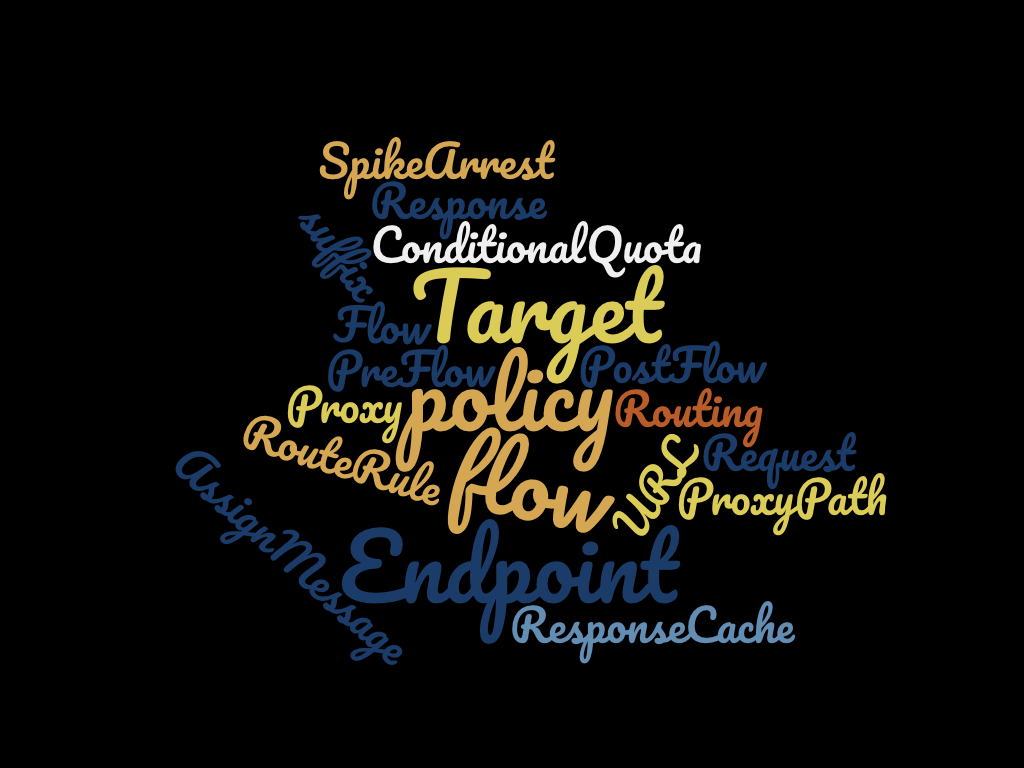 SpikeArrest
Response
suffix
ConditionalQuota
Target
Flow
PreFlow
PostFlow
Proxy
policy
Routing
RouteRule
flow
URL
Request
ProxyPath
AssignMessage
Endpoint
ResponseCache